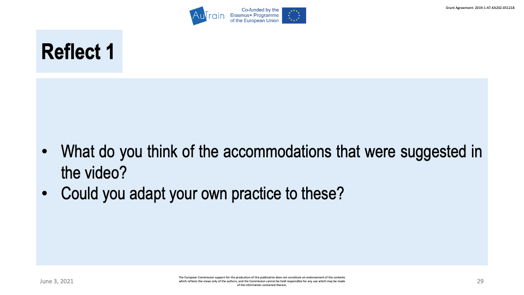 Grant Agreement: 2019-1-AT-KA202-051218
AuTrain
Co-funded by the
Erasmus+ Programme
of the European Union
Reflect 1
• What do you think of the accommodations that were suggested in
the video?
• Could you adapt your own practice to these?
June 3, 2021
The European Commission support for the production of this publication does not constitute an endorsement of the contents
which reflects the views only of the authors, and the Commission cannot be held responsible for any use which may be made
of the information contained therein.
29